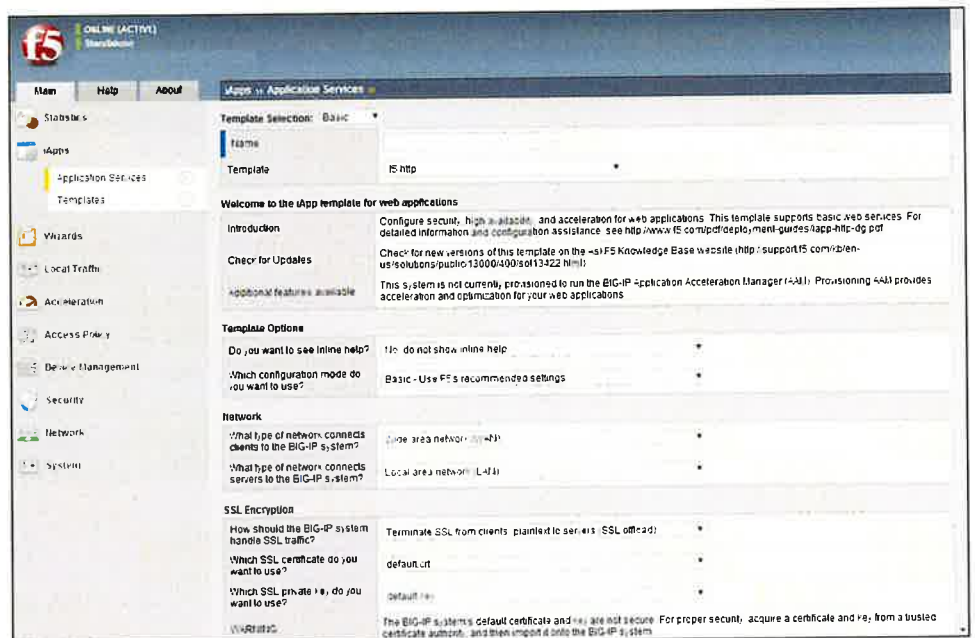 f5
ONLINE (ACTIVE)
Standalone
Main Help About
iApps ›› Application Services
Statistics
iApps
Application Services
Templates
Wizards
Local Traffic
Acceleration
Access Policy
Device Management
Security
Network
System
Template Selection: Basic
Name
Template f5.http
Welcome to the iApp template for web applications
Introduction
Configure security, high availability, and acceleration for web applications. This template supports basic web services. For
detailed information and configuration assistance, see http://www.f5.com/pdf/deployment-guides/iapp-http-dg.pdf
Check for Updates
Check for new versions of this template on the AskF5 Knowledge Base website (http://support.f5.com/kb/en-
us/solutions/public/13000/400/sol13422.html)
Additional features available
This system is not currently provisioned to run the BIG-IP Application Acceleration Manager (AAM). Provisioning AAM provides
acceleration and optimization for your web applications
Template Options
Do you want to see inline help? No, do not show inline help
Which configuration mode do
you want to use?
Basic - Use F5's recommended settings
Network
What type of network connects
clients to the BIG-IP system?
Wide area network (WAN)
What type of network connects
servers to the BIG-IP system?
Local area network (LAN)
SSL Encryption
How should the BIG-IP system
handle SSL traffic?
Terminate SSL from clients, plaintext to servers (SSL offload)
Which SSL certificate do you
want to use?
default.crt
Which SSL private key do you
want to use?
default.key
WARNING
The BIG-IP system's default certificate and key are not secure. For proper security, acquire a certificate and key from a trusted
certificate authority, and then import it onto the BIG-IP system